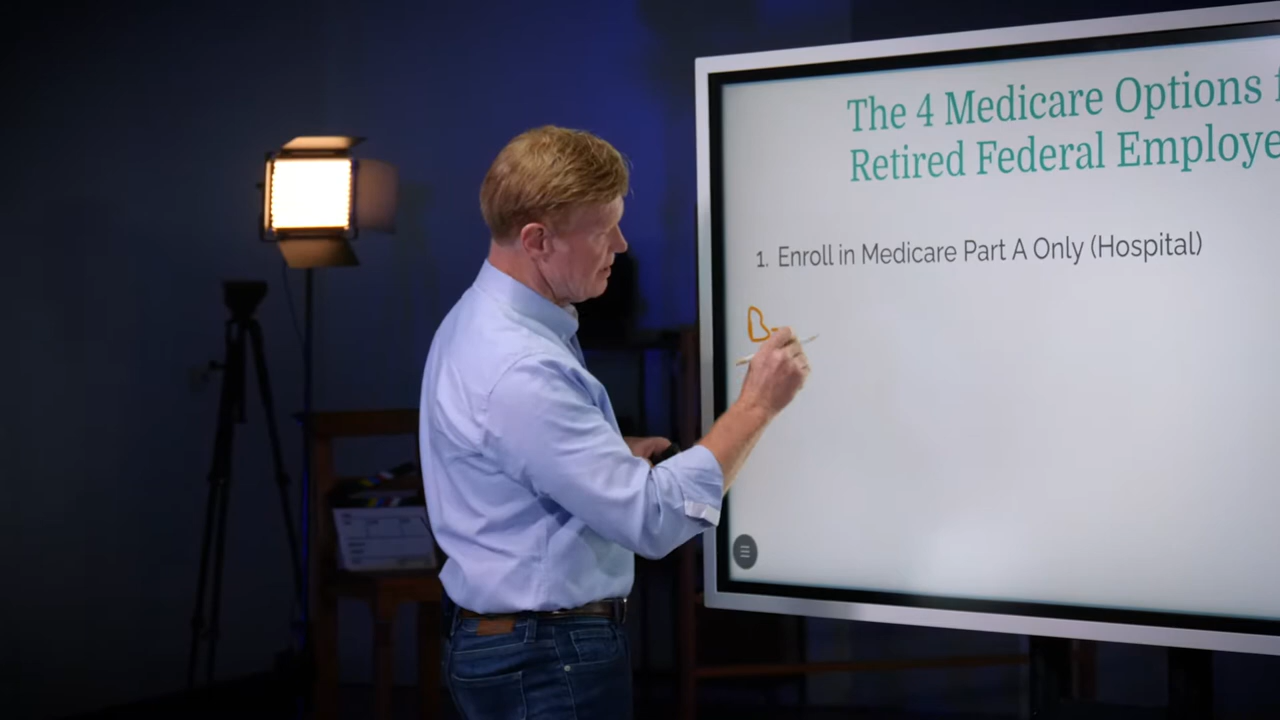 The 4 Medicare Options
Retired Federal Employe
1. Enroll in Medicare Part A Only (Hospital)
B-